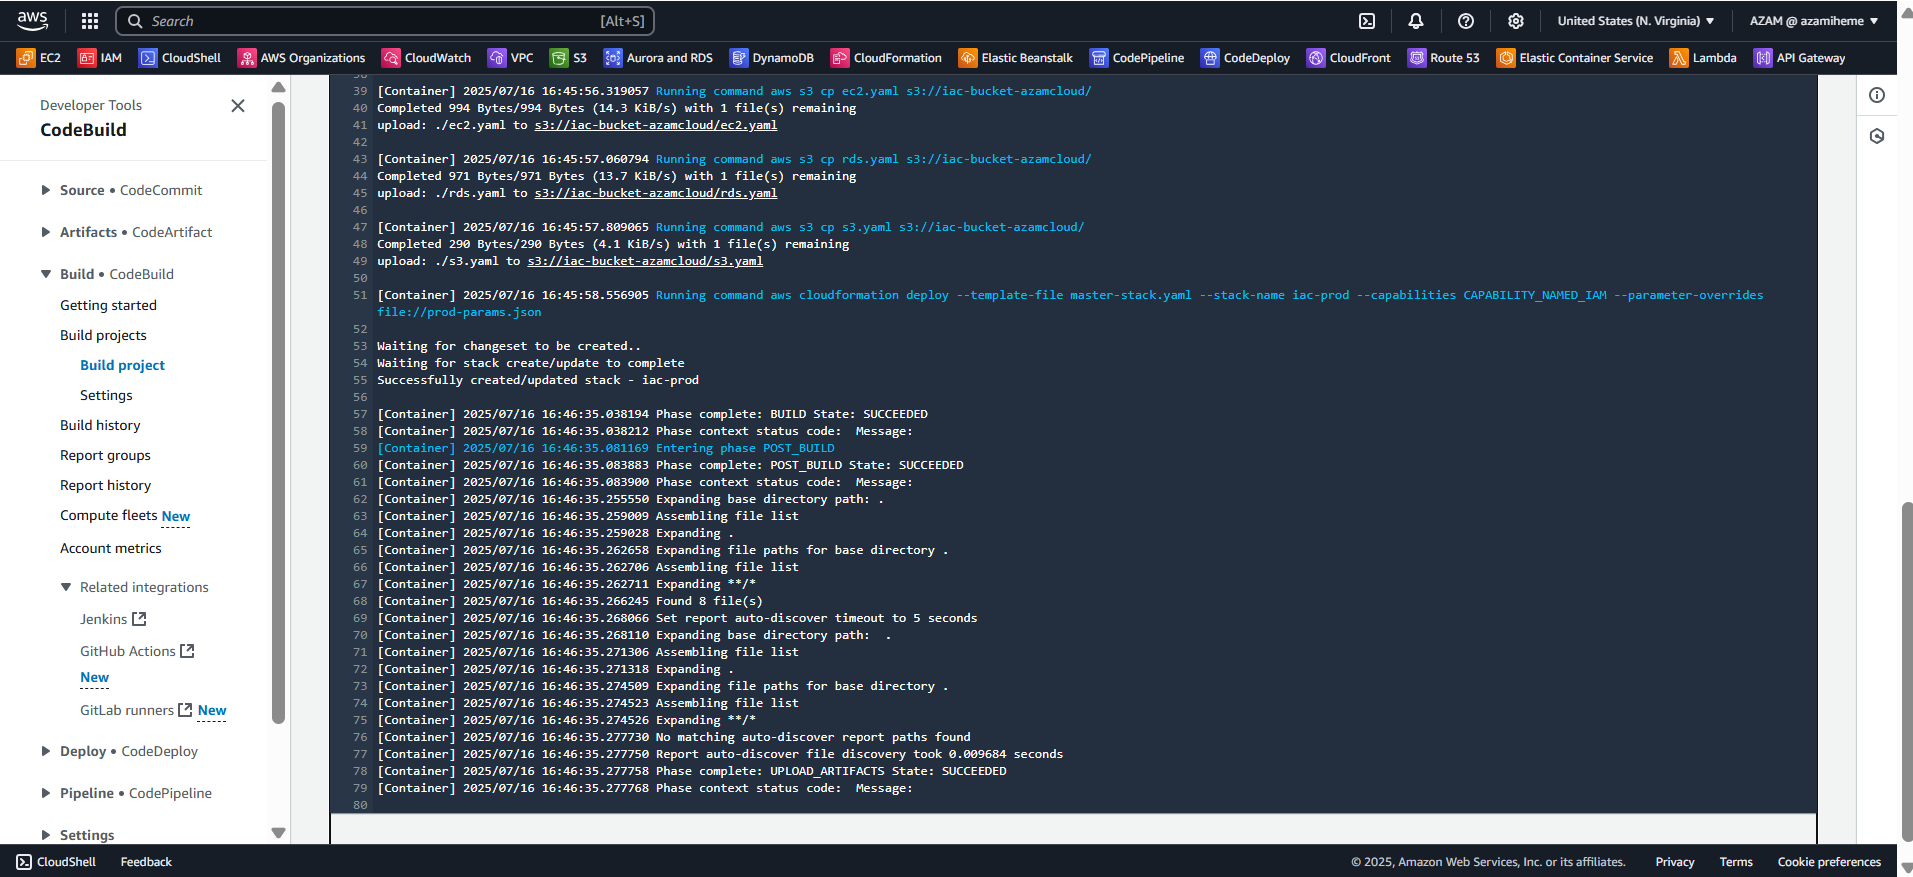 aws
Search
[Alt+S]
United States (N. Virginia)
AZAM @ azamiheme
EC2
IAM
CloudShell
AWS Organizations
CloudWatch
VPC
S3
Aurora and RDS
DynamoDB
CloudFormation
Elastic Beanstalk
CodePipeline
CodeDeploy
CloudFront
Route 53
Elastic Container Service
Lambda
API Gateway
Developer Tools
CodeBuild
Source • CodeCommit
Artifacts • CodeArtifact
Build • CodeBuild
Getting started
Build projects
Build project
Settings
Build history
Report groups
Report history
Compute fleets New
Account metrics
Related integrations
Jenkins
GitHub Actions
New
GitLab runners New
Deploy • CodeDeploy
Pipeline • CodePipeline
Settings
38
39 [Container] 2025/07/16 16:45:56.319057 Running command aws s3 cp ec2.yaml s3://iac-bucket-azamcloud/
40 Completed 994 Bytes/994 Bytes (14.3 KiB/s) with 1 file(s) remaining
41 upload: ./ec2.yaml to s3://iac-bucket-azamcloud/ec2.yaml
42
43 [Container] 2025/07/16 16:45:57.060794 Running command aws s3 cp rds.yaml s3://iac-bucket-azamcloud/
44 Completed 971 Bytes/971 Bytes (13.7 KiB/s) with 1 file(s) remaining
45 upload: ./rds.yaml to s3://iac-bucket-azamcloud/rds.yaml
46
47 [Container] 2025/07/16 16:45:57.809065 Running command aws s3 cp s3.yaml s3://iac-bucket-azamcloud/
48 Completed 290 Bytes/290 Bytes (4.1 KiB/s) with 1 file(s) remaining
49 upload: ./s3.yaml to s3://iac-bucket-azamcloud/s3.yaml
50
51 [Container] 2025/07/16 16:45:58.556905 Running command aws cloudformation deploy --template-file master-stack.yaml --stack-name iac-prod --capabilities CAPABILITY_NAMED_IAM --parameter-overrides
file://prod-params.json
52
53 Waiting for changeset to be created..
54 Waiting for stack create/update to complete
55 Successfully created/updated stack - iac-prod
56
57 [Container] 2025/07/16 16:46:35.038194 Phase complete: BUILD State: SUCCEEDED
58 [Container] 2025/07/16 16:46:35.038212 Phase context status code:  Message:
59 [Container] 2025/07/16 16:46:35.081169 Entering phase POST_BUILD
60 [Container] 2025/07/16 16:46:35.083883 Phase complete: POST_BUILD State: SUCCEEDED
61 [Container] 2025/07/16 16:46:35.083900 Phase context status code:  Message:
62 [Container] 2025/07/16 16:46:35.255550 Expanding base directory path: .
63 [Container] 2025/07/16 16:46:35.259009 Assembling file list
64 [Container] 2025/07/16 16:46:35.259028 Expanding .
65 [Container] 2025/07/16 16:46:35.262658 Expanding file paths for base directory .
66 [Container] 2025/07/16 16:46:35.262706 Assembling file list
67 [Container] 2025/07/16 16:46:35.262711 Expanding **/*
68 [Container] 2025/07/16 16:46:35.266245 Found 8 file(s)
69 [Container] 2025/07/16 16:46:35.268066 Set report auto-discover timeout to 5 seconds
70 [Container] 2025/07/16 16:46:35.268110 Expanding base directory path:  .
71 [Container] 2025/07/16 16:46:35.271306 Assembling file list
72 [Container] 2025/07/16 16:46:35.271318 Expanding .
73 [Container] 2025/07/16 16:46:35.274509 Expanding file paths for base directory .
74 [Container] 2025/07/16 16:46:35.274523 Assembling file list
75 [Container] 2025/07/16 16:46:35.274526 Expanding **/*
76 [Container] 2025/07/16 16:46:35.277730 No matching auto-discover report paths found
77 [Container] 2025/07/16 16:46:35.277750 Report auto-discover file discovery took 0.009684 seconds
78 [Container] 2025/07/16 16:46:35.277758 Phase complete: UPLOAD_ARTIFACTS State: SUCCEEDED
79 [Container] 2025/07/16 16:46:35.277768 Phase context status code:  Message:
80
CloudShell
Feedback
© 2025, Amazon Web Services, Inc. or its affiliates.
Privacy
Terms
Cookie preferences